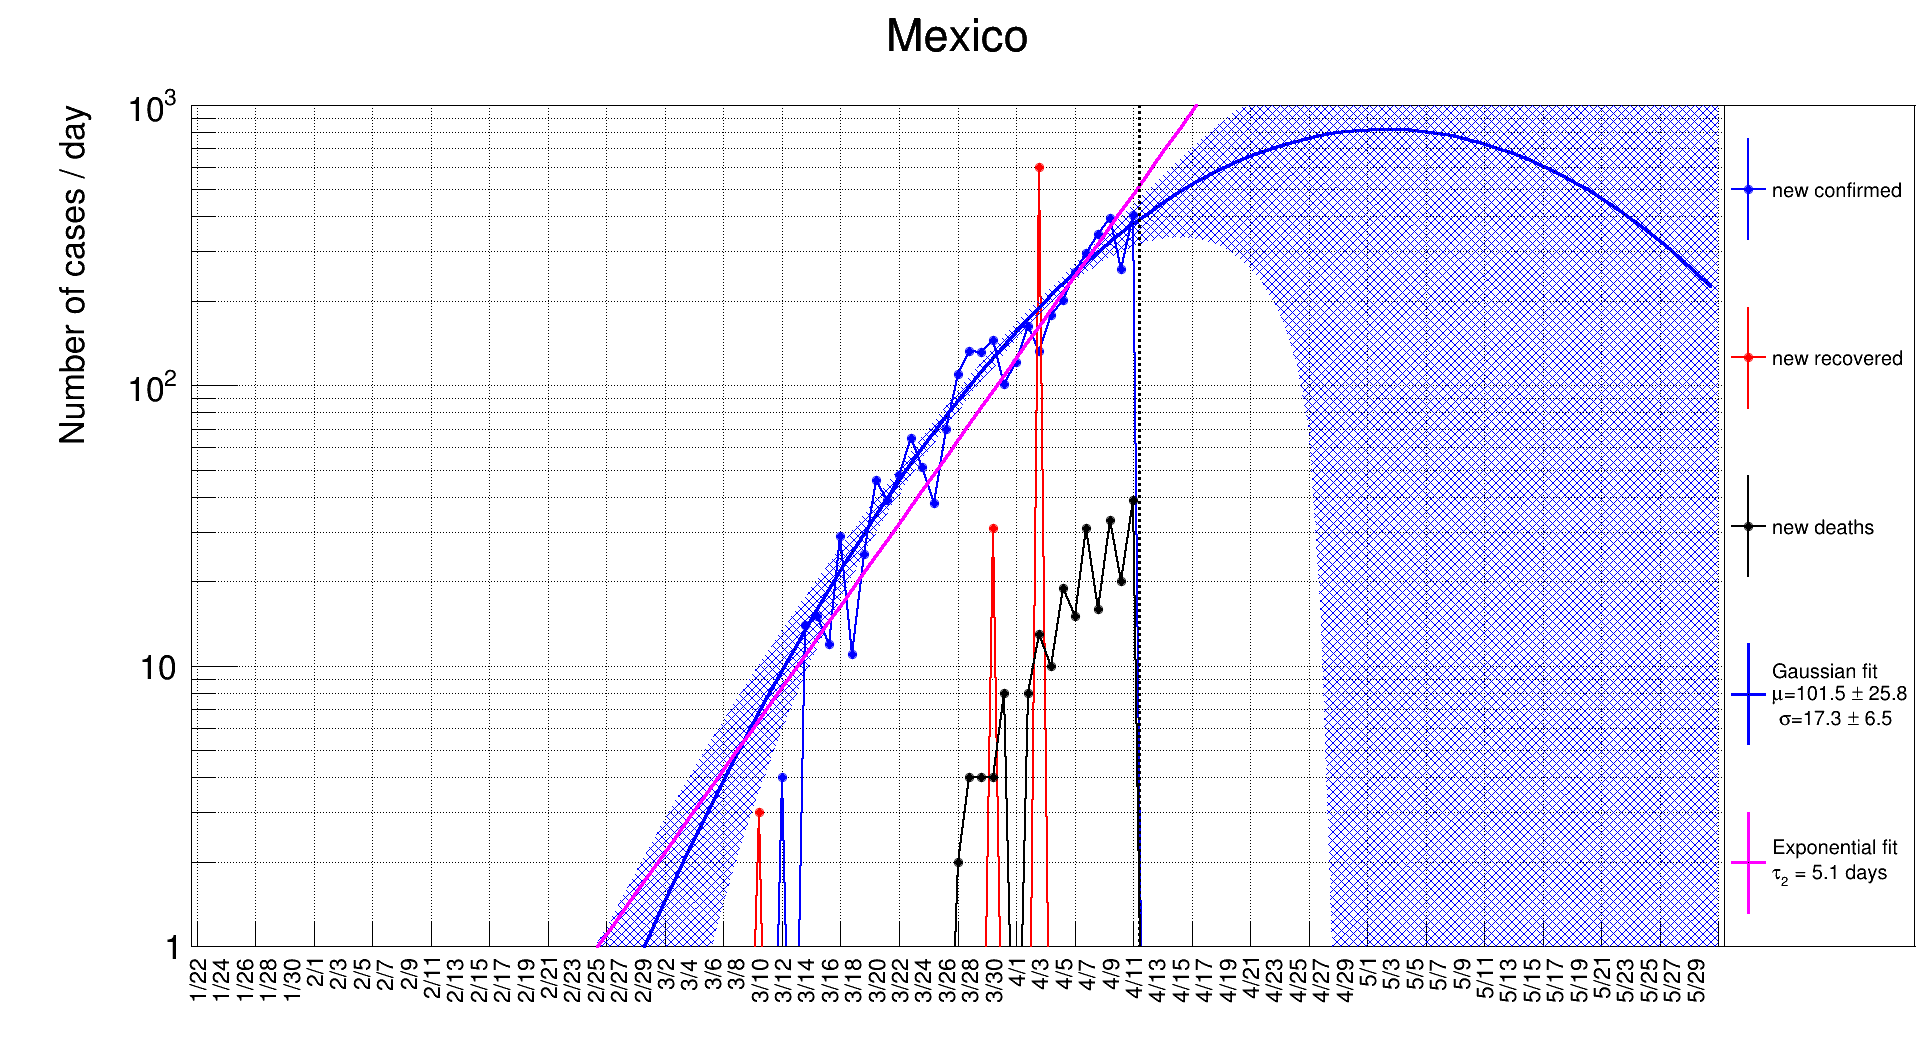 Mexico
Number of cases / day
10³
10²
10
1
1/22 1/24 1/26 1/28 1/30 2/1 2/3 2/5 2/7 2/9 2/11 2/13 2/15 2/17 2/19 2/21 2/23 2/25 2/27 2/29 3/2 3/4 3/6 3/8 3/10 3/12 3/14 3/16 3/18 3/20 3/22 3/24 3/26 3/28 3/30 4/1 4/3 4/5 4/7 4/9 4/11 4/13 4/15 4/17 4/19 4/21 4/23 4/25 4/27 4/29 5/1 5/3 5/5 5/7 5/9 5/11 5/13 5/15 5/17 5/19 5/21 5/23 5/25 5/27 5/29
new confirmed
new recovered
new deaths
Gaussian fit
μ=101.5 ± 25.8
σ=17.3 ± 6.5
Exponential fit
τ₂ = 5.1 days